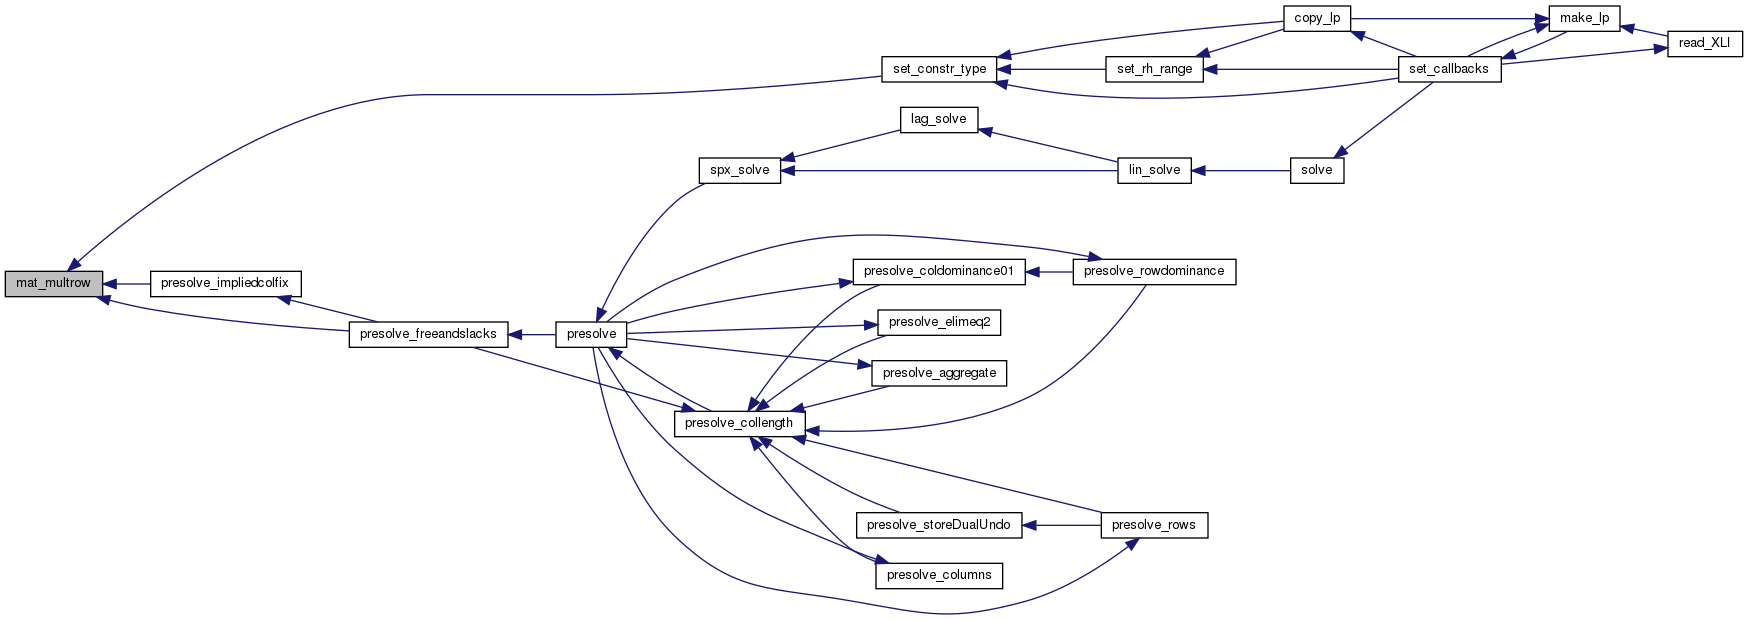 copy_lp
make_lp
read_XLI
set_constr_type
set_rh_range
set_callbacks
lag_solve
spx_solve
lin_solve
solve
mat_multrow
presolve_impliedcolfix
presolve_coldominance01
presolve_rowdominance
presolve_freeandslacks
presolve
presolve_elimeq2
presolve_aggregate
presolve_collength
presolve_storeDualUndo
presolve_rows
presolve_columns